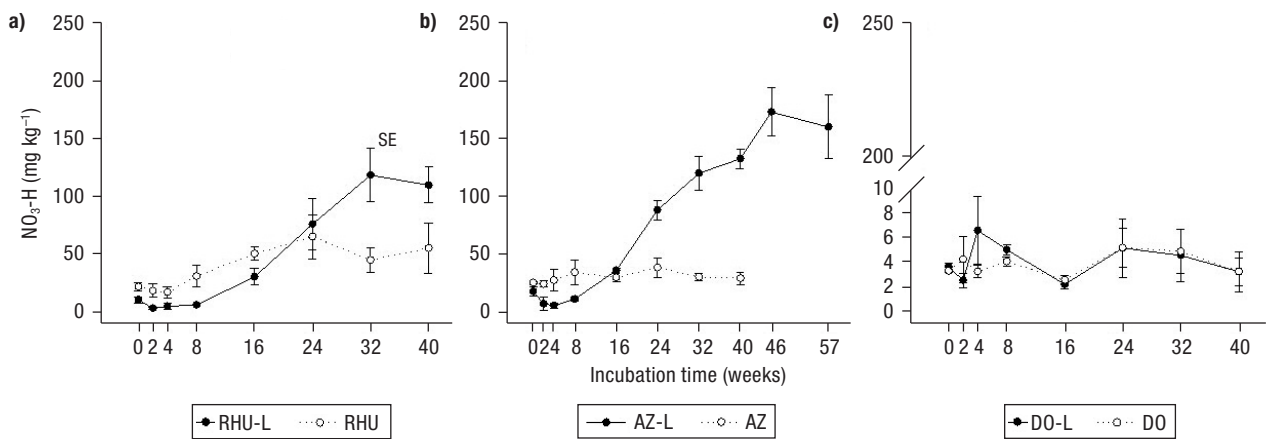 a)
NO₃-H (mg kg⁻¹)
250
200
150
100
50
0
SE
0 2 4 8 16 24 32 40
RHU-L RHU
b)
250
200
150
100
50
0
0 2 4 8 16 24 32 40 46 57
Incubation time (weeks)
AZ-L AZ
c)
250
200
10
8
6
4
2
0
0 2 4 8 16 24 32 40
DO-L DO